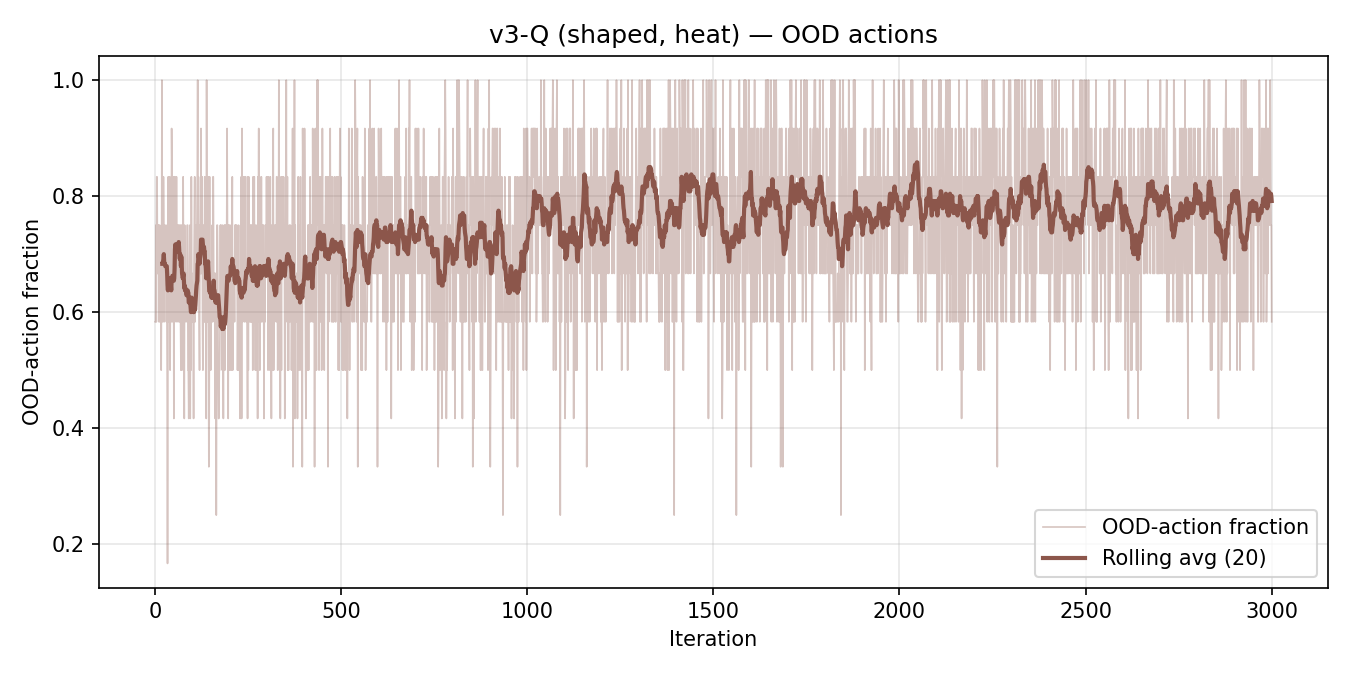 v3-Q (shaped, heat) — OOD actions
1.0
0.8
0.6
0.4
0.2
OOD-action fraction
OOD-action fraction
Rolling avg (20)
0 500 1000 1500 2000 2500 3000
Iteration